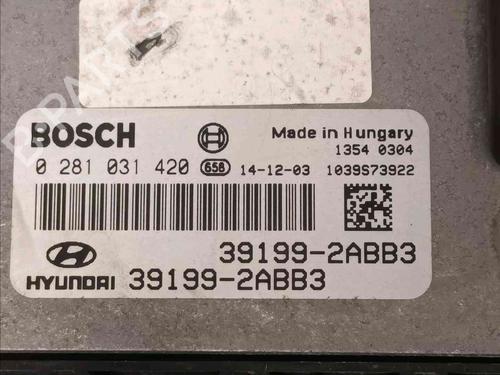 B-PARTS
BOSCH
Made in Hungary
1354 0304
0 281 031 420 658 14-12-03 1039S73922
39199-2ABB3
HYUNDAI 39199-2ABB3